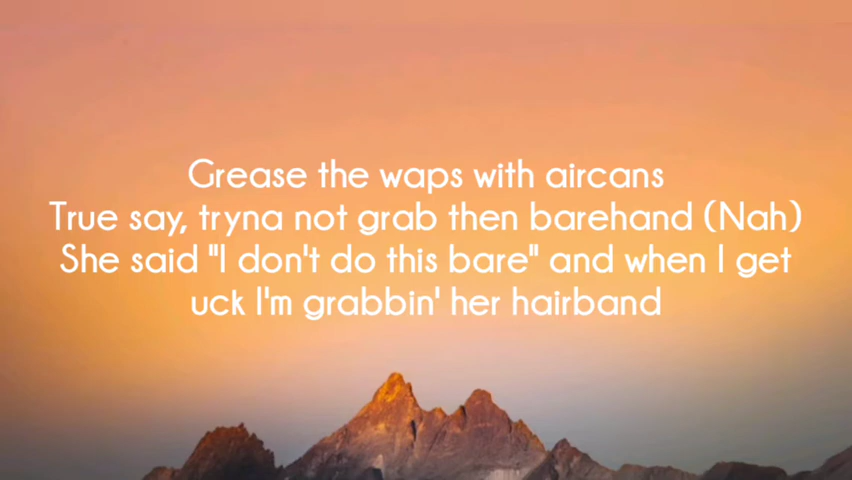 Grease the waps with aircans
True say, tryna not grab then barehand (Nah)
She said "I don't do this bare" and when I get
uck I'm grabbin' her hairband